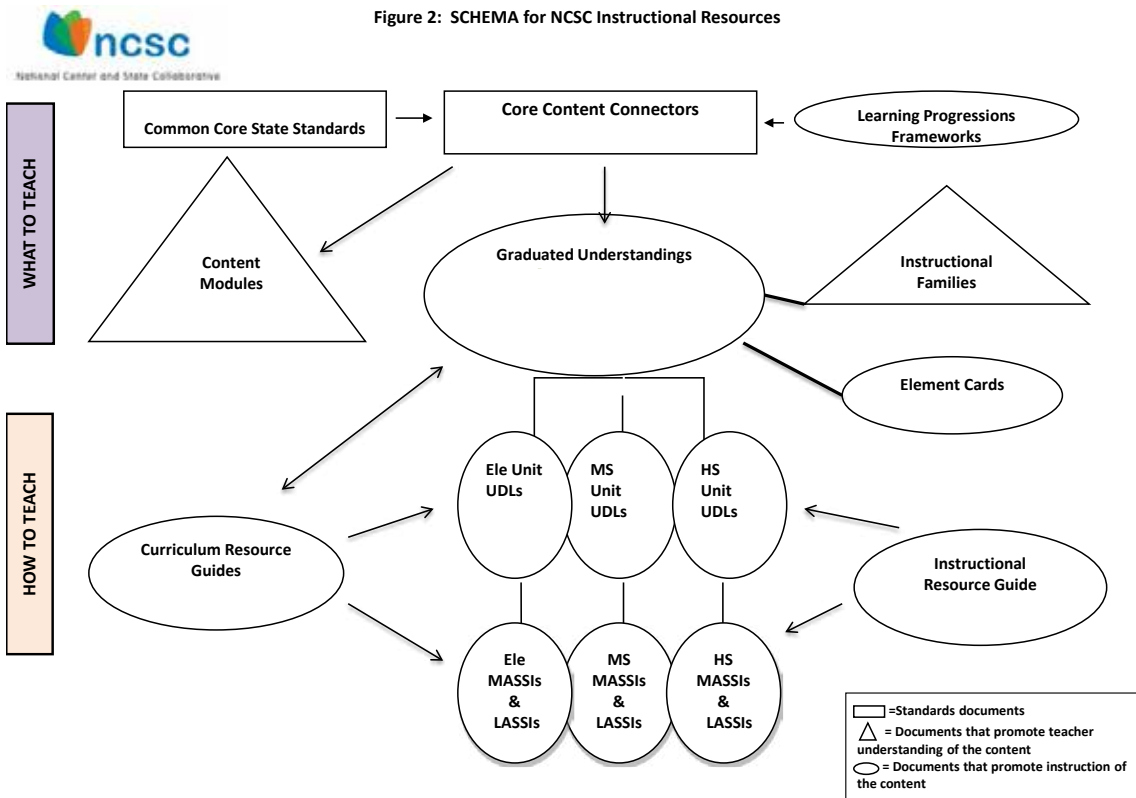 Figure 2: SCHEMA for NCSC Instructional Resources
ncsc
National Center and State Collaborative
WHAT TO TEACH
Common Core State Standards
Core Content Connectors
Learning Progressions
Frameworks
Content
Modules
Graduated Understandings
Instructional
Families
Element Cards
HOW TO TEACH
Ele Unit
UDLs
MS
Unit
UDLs
HS
Unit
UDLs
Curriculum Resource
Guides
Instructional
Resource Guide
Ele
MASSIs
&
LASSIs
MS
MASSIs
&
LASSIs
HS
MASSIs
&
LASSIs
=Standards documents
= Documents that promote teacher
understanding of the content
= Documents that promote instruction of
the content